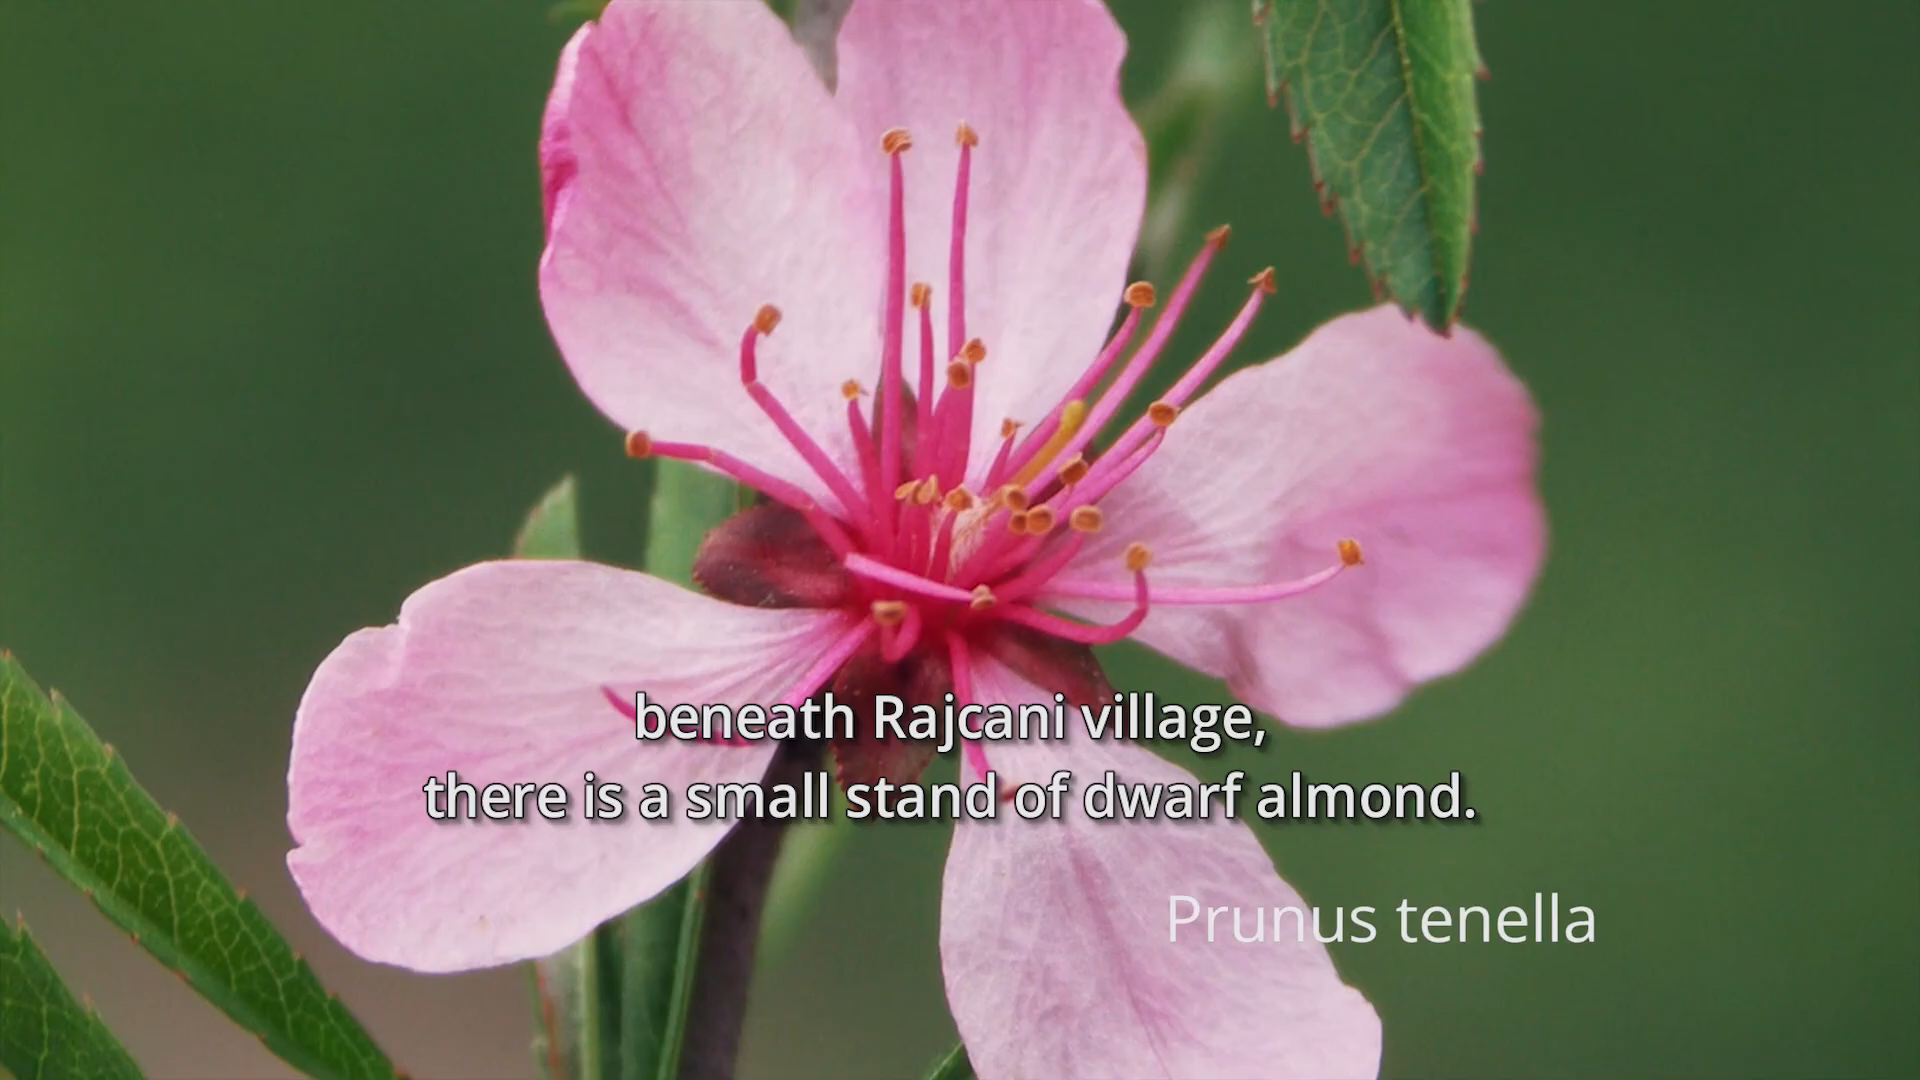 beneath Rajcani village,
there is a small stand of dwarf almond.
Prunus tenella